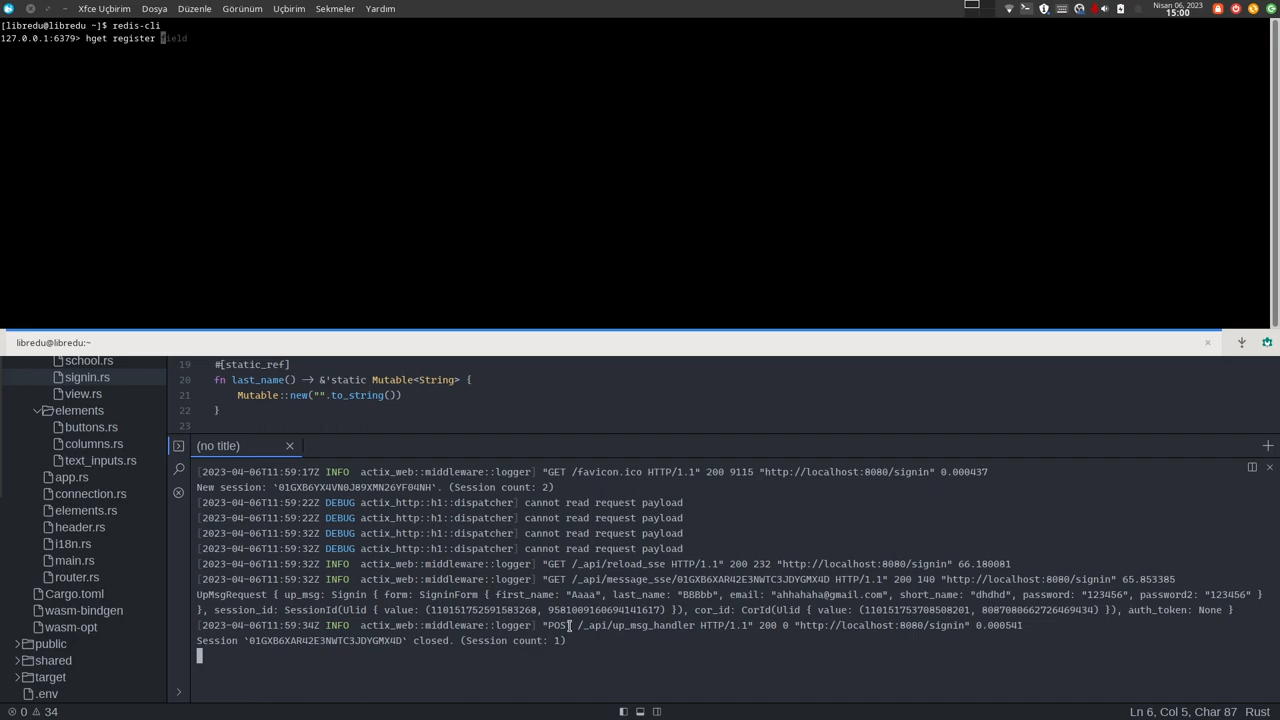 Xfce Uçbirim Dosya Düzenle Görünüm Uçbirim Sekmeler Yardım
Nisan 06, 2023
15:00
[libredu@libredu ~]$ redis-cli
127.0.0.1:6379> hget register field
libredu@libredu:~
school.rs
signin.rs
view.rs
elements
buttons.rs
columns.rs
text_inputs.rs
app.rs
connection.rs
elements.rs
header.rs
i18n.rs
main.rs
router.rs
Cargo.toml
wasm-bindgen
wasm-opt
public
shared
target
.env
19 #[static_ref]
20 fn last_name() -> &'static Mutable<String> {
21 Mutable::new("".to_string())
22 }
23
(no title)
[2023-04-06T11:59:17Z INFO actix_web::middleware::logger] "GET /favicon.ico HTTP/1.1" 200 9115 "http://localhost:8080/signin" 0.000437
New session: `01GXB6YX4VN0J89XMN26YF04NH`. (Session count: 2)
[2023-04-06T11:59:22Z DEBUG actix_http::h1::dispatcher] cannot read request payload
[2023-04-06T11:59:22Z DEBUG actix_http::h1::dispatcher] cannot read request payload
[2023-04-06T11:59:32Z DEBUG actix_http::h1::dispatcher] cannot read request payload
[2023-04-06T11:59:32Z DEBUG actix_http::h1::dispatcher] cannot read request payload
[2023-04-06T11:59:32Z INFO actix_web::middleware::logger] "GET /_api/reload_sse HTTP/1.1" 200 232 "http://localhost:8080/signin" 66.180081
[2023-04-06T11:59:32Z INFO actix_web::middleware::logger] "GET /_api/message_sse/01GXB6XAR42E3NWTC3JDYGMX4D HTTP/1.1" 200 140 "http://localhost:8080/signin" 65.853385
UpMsgRequest { up_msg: Signin { form: SigninForm { first_name: "Aaaa", last_name: "BBBbb", email: "ahhahaha@gmail.com", short_name: "dhdhd", password: "123456", password2: "123456" }
}, session_id: SessionId(Ulid { value: (110151752591583268, 9581009160694141617) }), cor_id: CorId(Ulid { value: (110151753708508201, 8087080662726469434) }), auth_token: None }
[2023-04-06T11:59:34Z INFO actix_web::middleware::logger] "POST /_api/up_msg_handler HTTP/1.1" 200 0 "http://localhost:8080/signin" 0.000541
Session `01GXB6XAR42E3NWTC3JDYGMX4D` closed. (Session count: 1)
0 34
Ln 6, Col 5, Char 87 Rust